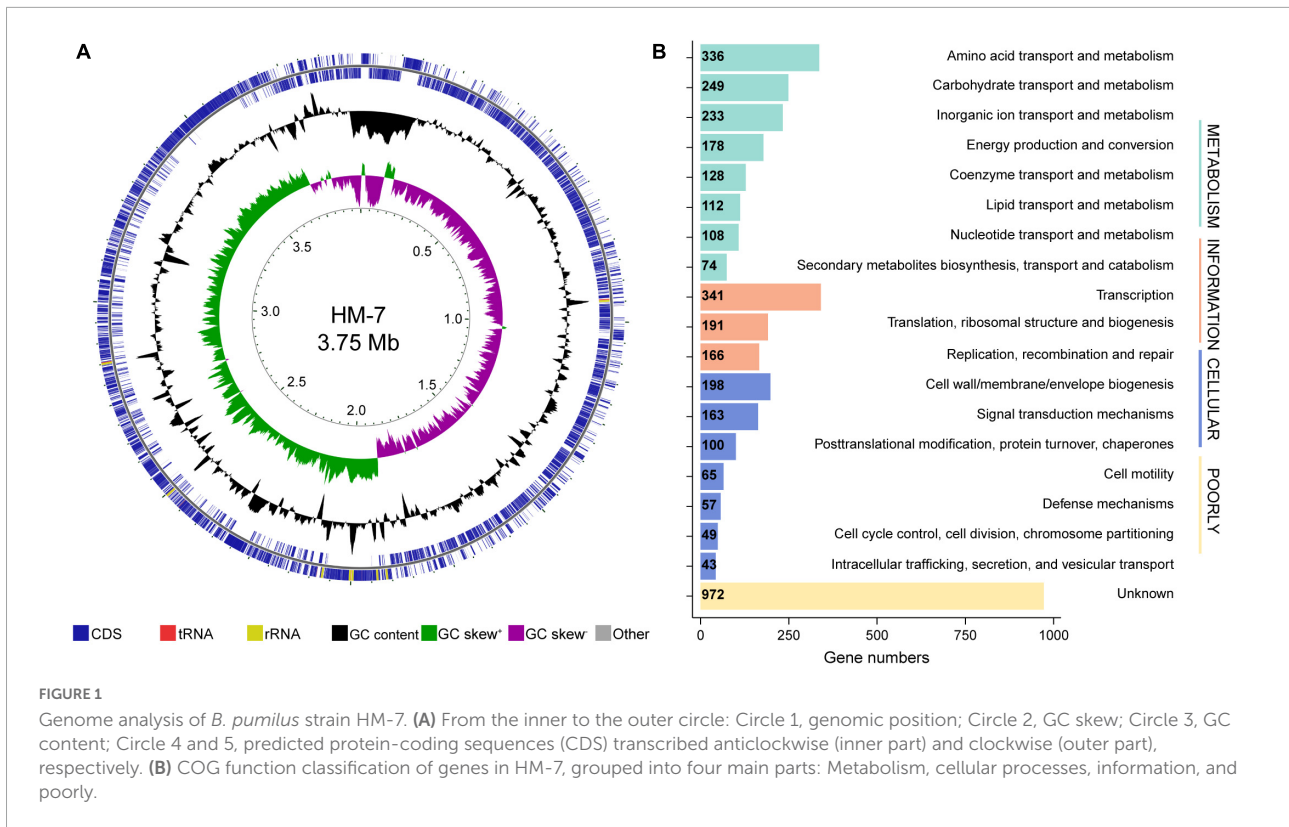 A
3.5
0.5
HM-7
3.75 Mb
3.0
1.0
2.5
1.5
2.0
CDS
tRNA
rRNA
GC content
GC skew⁺
GC skew⁻
Other
B
336 Amino acid transport and metabolism
249 Carbohydrate transport and metabolism
233 Inorganic ion transport and metabolism
178 Energy production and conversion
128 Coenzyme transport and metabolism
112 Lipid transport and metabolism
108 Nucleotide transport and metabolism
74 Secondary metabolites biosynthesis, transport and catabolism
341 Transcription
191 Translation, ribosomal structure and biogenesis
166 Replication, recombination and repair
198 Cell wall/membrane/envelope biogenesis
163 Signal transduction mechanisms
100 Posttranslational modification, protein turnover, chaperones
65 Cell motility
57 Defense mechanisms
49 Cell cycle control, cell division, chromosome partitioning
43 Intracellular trafficking, secretion, and vesicular transport
972 Unknown
METABOLISM
INFORMATION
CELLULAR
POORLY
0 250 500 750 1000
Gene numbers
FIGURE 1
Genome analysis of B. pumilus strain HM-7. (A) From the inner to the outer circle: Circle 1, genomic position; Circle 2, GC skew; Circle 3, GC
content; Circle 4 and 5, predicted protein-coding sequences (CDS) transcribed anticlockwise (inner part) and clockwise (outer part),
respectively. (B) COG function classification of genes in HM-7, grouped into four main parts: Metabolism, cellular processes, information, and
poorly.